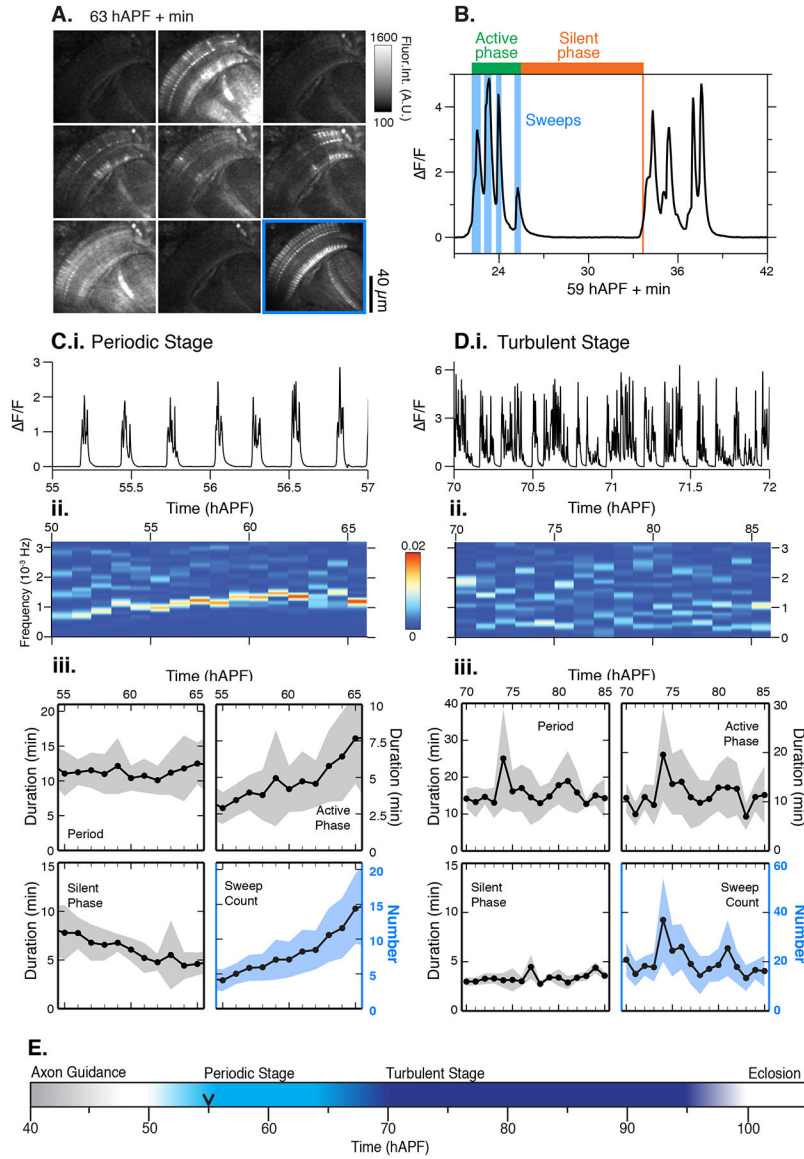 A. 63 hAPF + min
1600
Fluor.Int. (A.U.)
100
40 µm
B.
Active phase
Silent phase
Sweeps
ΔF/F
4
2
0
24 30 36 42
59 hAPF + min
C.i. Periodic Stage
ΔF/F
3
2
1
0
55 55.5 56 56.5 57
Time (hAPF)
D.i. Turbulent Stage
ΔF/F
6
3
0
70 70.5 71 71.5 72
Time (hAPF)
ii.
50 55 60 65
Frequency (10⁻³ Hz)
3
2
1
0
0.02
0
Time (hAPF)
ii.
70 75 80 85
3
2
1
0
Time (hAPF)
iii.
55 60 65
Duration (min)
20
15
10
5
0
Period
55 60 65
10
7.5
5
2.5
0
Duration (min)
Active Phase
Duration (min)
15
10
5
0
Silent Phase
Sweep Count
20
15
10
5
0
Number
iii.
70 75 80 85
Duration (min)
40
30
20
10
0
Period
70 75 80 85
30
20
10
0
Duration (min)
Active Phase
Duration (min)
15
10
5
0
Silent Phase
Sweep Count
60
40
20
0
Number
E.
Axon Guidance Periodic Stage Turbulent Stage Eclosion
40 50 60 70 80 90 100
Time (hAPF)